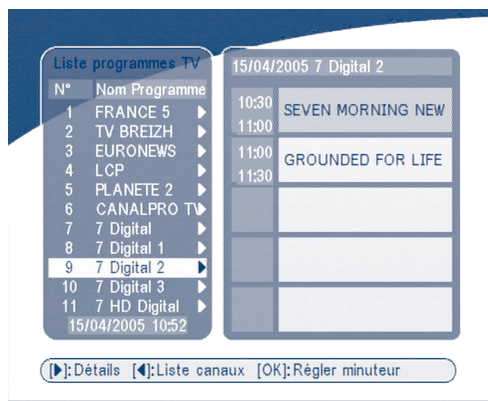 Liste programmes TV
N° Nom Programme
1 FRANCE 5
2 TV BREIZH
3 EURONEWS
4 LCP
5 PLANETE 2
6 CANALPRO TV
7 7 Digital
8 7 Digital 1
9 7 Digital 2
10 7 Digital 3
11 7 HD Digital
15/04/2005 10:52
15/04/2005 7 Digital 2
10:30
11:00
SEVEN MORNING NEW
11:00
11:30
GROUNDED FOR LIFE
[▶]:Détails [◀]:Liste canaux [OK]:Régler minuteur